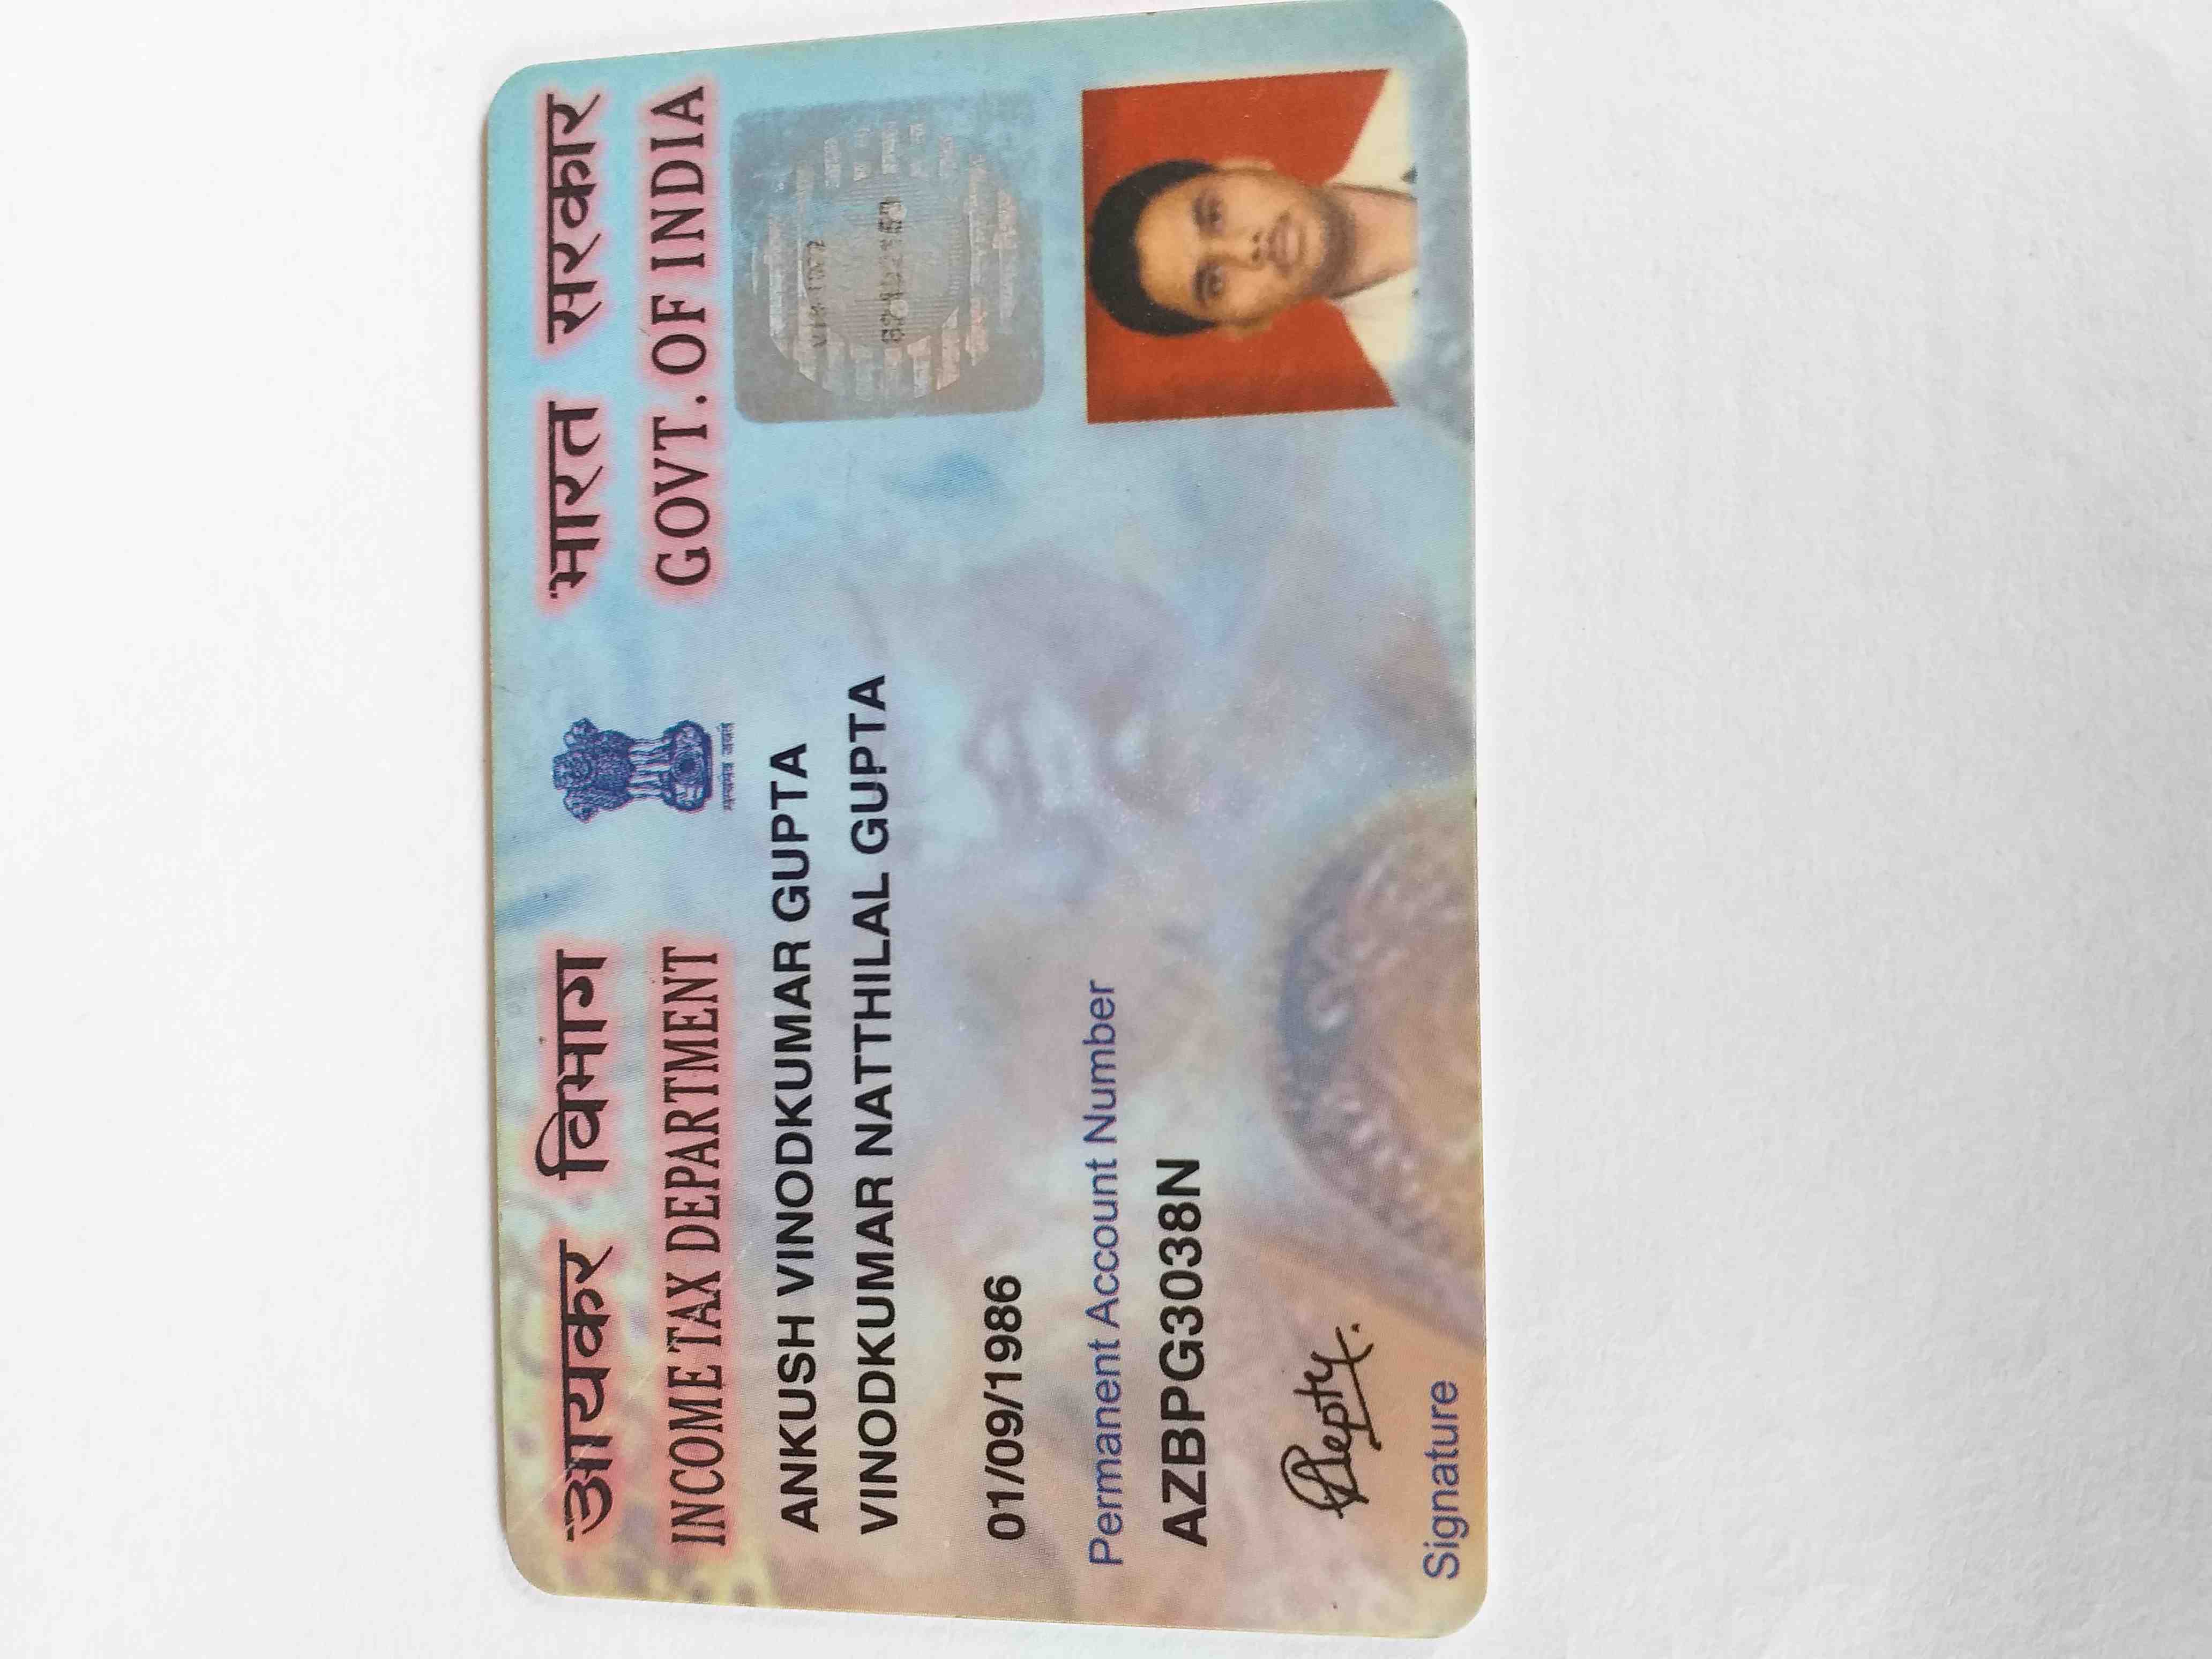 आयकर विभाग
INCOME TAX DEPARTMENT
भारत सरकार
GOVT. OF INDIA
सत्यमेव जयते
ANKUSH VINODKUMAR GUPTA
VINODKUMAR NATTHILAL GUPTA
01/09/1986
Permanent Account Number
AZBPG3038N
Signature